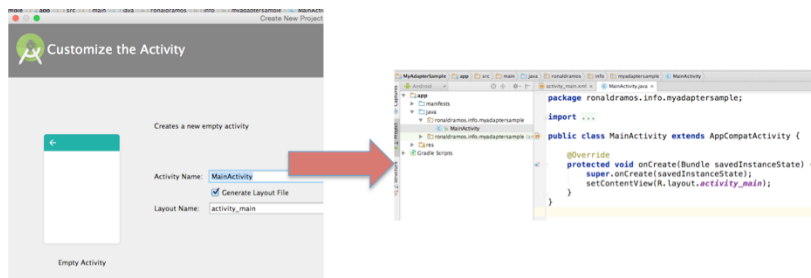 Create New Project
Customize the Activity
Creates a new empty activity
Activity Name: MainActivity
Generate Layout File
Layout Name: activity_main
Empty Activity
MyAdapterSample app src main java ronaldramos info myadaptersample MainActivity
Android
activity_main.xml × MainActivity.java ×
app
manifests
java
ronaldramos.info.myadaptersample
MainActivity
ronaldramos.info.myadaptersample
res
Gradle Scripts
package ronaldramos.info.myadaptersample;
import ...
public class MainActivity extends AppCompatActivity {
@Override
protected void onCreate(Bundle savedInstanceState) {
super.onCreate(savedInstanceState);
setContentView(R.layout.activity_main);
}
}